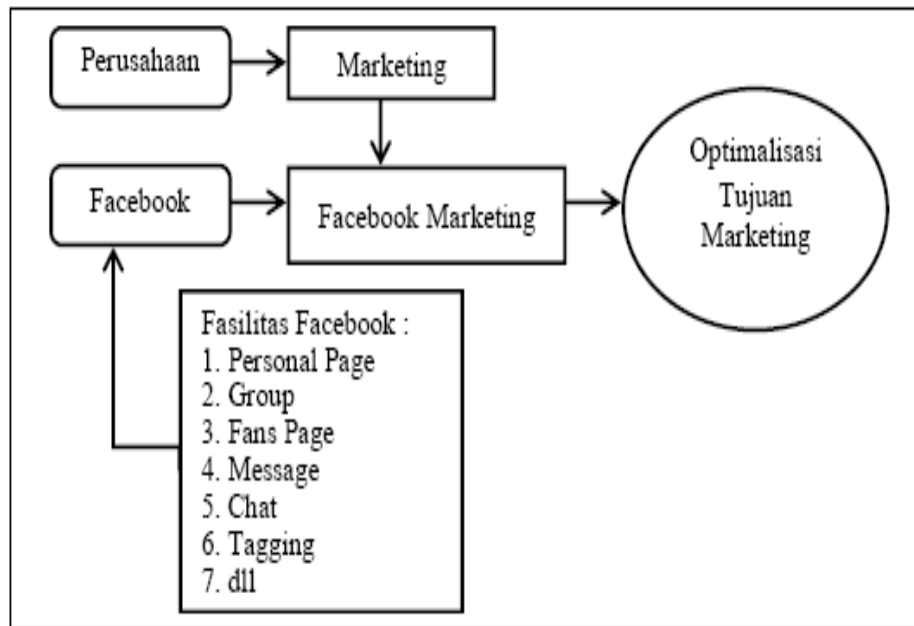 Perusahaan
Marketing
Facebook
Facebook Marketing
Optimalisasi
Tujuan
Marketing
Fasilitas Facebook :
1. Personal Page
2. Group
3. Fans Page
4. Message
5. Chat
6. Tagging
7. dll